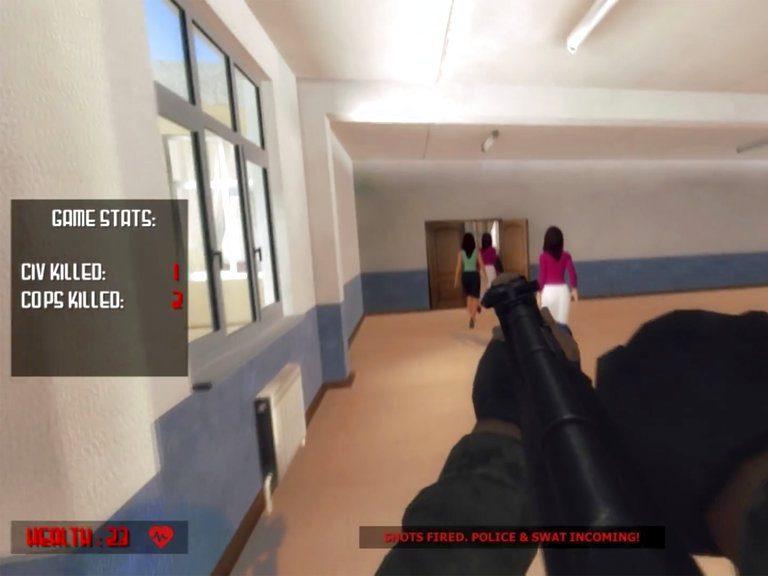 GAME STATS:
CIV KILLED: 1
COPS KILLED: 2
HEALTH : 23
SHOTS FIRED. POLICE & SWAT INCOMING!